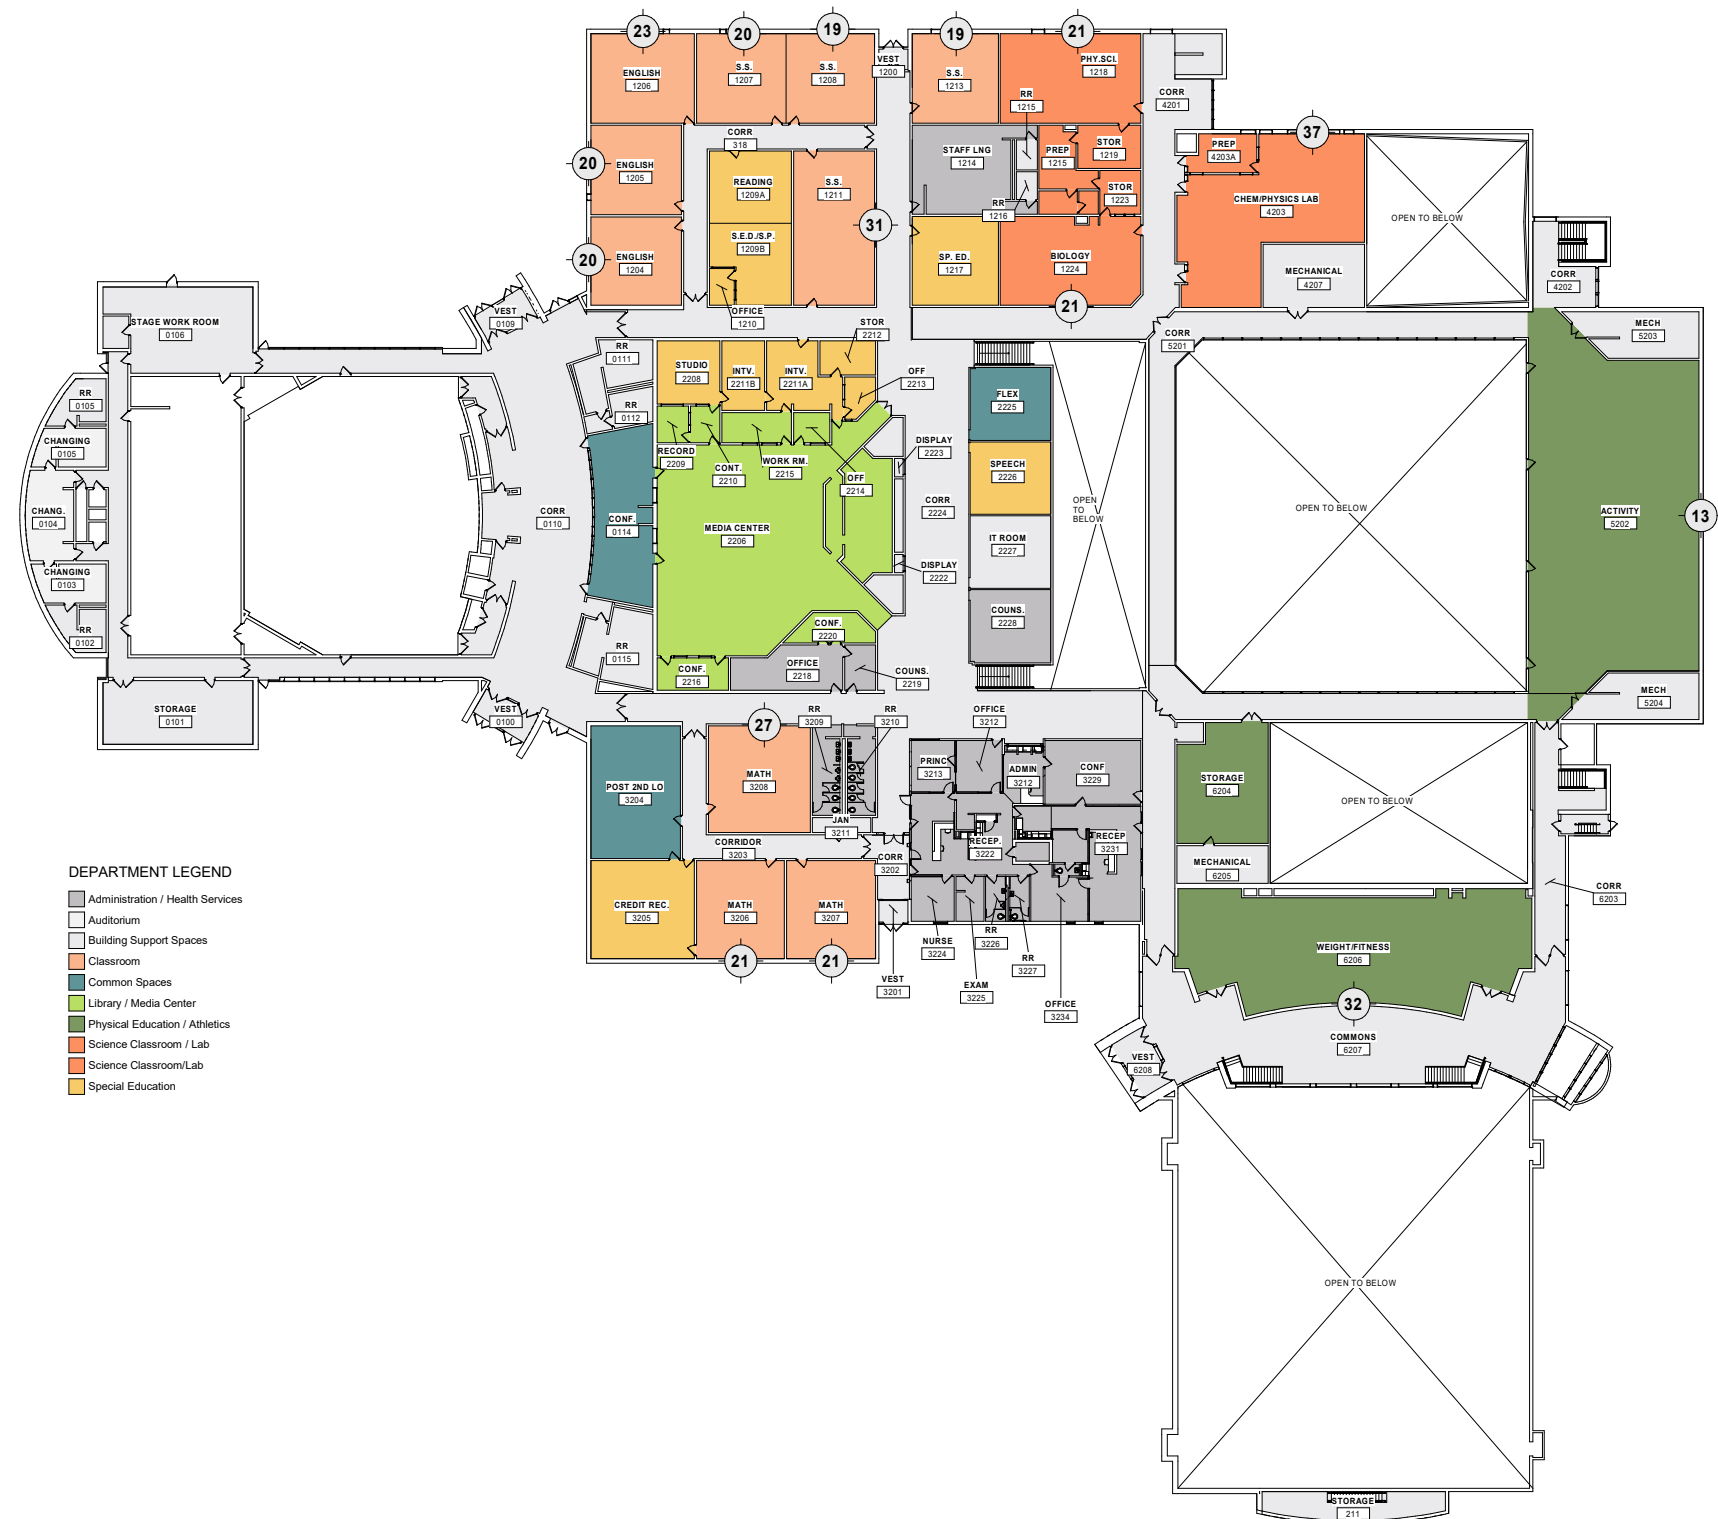 23
20
19
19
21
ENGLISH
1206
S.S.
1207
S.S.
1208
VEST
1200
S.S.
1213
PHY.SCI.
1218
RR
1215
CORR
4201
CORR
318
STAFF LNG
1214
PREP
1215
STOR
1219
PREP
4203A
37
20
ENGLISH
1205
READING
1209A
S.S.
1211
STOR
1223
RR
1216
CHEM/PHYSICS LAB
4203
OPEN TO BELOW
31
S.E.D./S.P.
1209B
20
ENGLISH
1204
SP. ED.
1217
BIOLOGY
1224
MECHANICAL
4207
CORR
4202
21
OFFICE
1210
VEST
0109
STAGE WORK ROOM
0106
RR
0111
STOR
2212
CORR
5201
MECH
5203
STUDIO
2208
INTV.
2211B
INTV.
2211A
OFF
2213
RR
0105
RR
0112
FLEX
2225
CHANGING
0105
RECORD
2209
CONT.
2210
WORK RM.
2215
OFF
2214
DISPLAY
2223
SPEECH
2226
CHANG.
0104
CORR
0110
CONF.
0114
MEDIA CENTER
2206
CORR
2224
OPEN
TO
BELOW
OPEN TO BELOW
ACTIVITY
5202
13
IT ROOM
2227
DISPLAY
2222
CHANGING
0103
COUNS.
2228
RR
0102
CONF.
2220
RR
0115
CONF.
2216
OFFICE
2218
COUNS.
2219
MECH
5204
STORAGE
0101
VEST
0100
27
RR
3209
RR
3210
OFFICE
3212
POST 2ND LO
3204
MATH
3208
PRINC
3213
ADMIN
3212
CONF
3229
STORAGE
6204
OPEN TO BELOW
JAN
3211
CORRIDOR
3203
CORR
3202
RECEP.
3222
RECEP
3231
MECHANICAL
6205
CORR
6203
CREDIT REC.
3205
MATH
3206
MATH
3207
21
21
NURSE
3224
RR
3226
RR
3227
VEST
3201
EXAM
3225
OFFICE
3234
WEIGHT/FITNESS
6206
32
COMMONS
6207
VEST
6208
OPEN TO BELOW
STORAGE
211
DEPARTMENT LEGEND
Administration / Health Services
Auditorium
Building Support Spaces
Classroom
Common Spaces
Library / Media Center
Physical Education / Athletics
Science Classroom / Lab
Science Classroom/Lab
Special Education